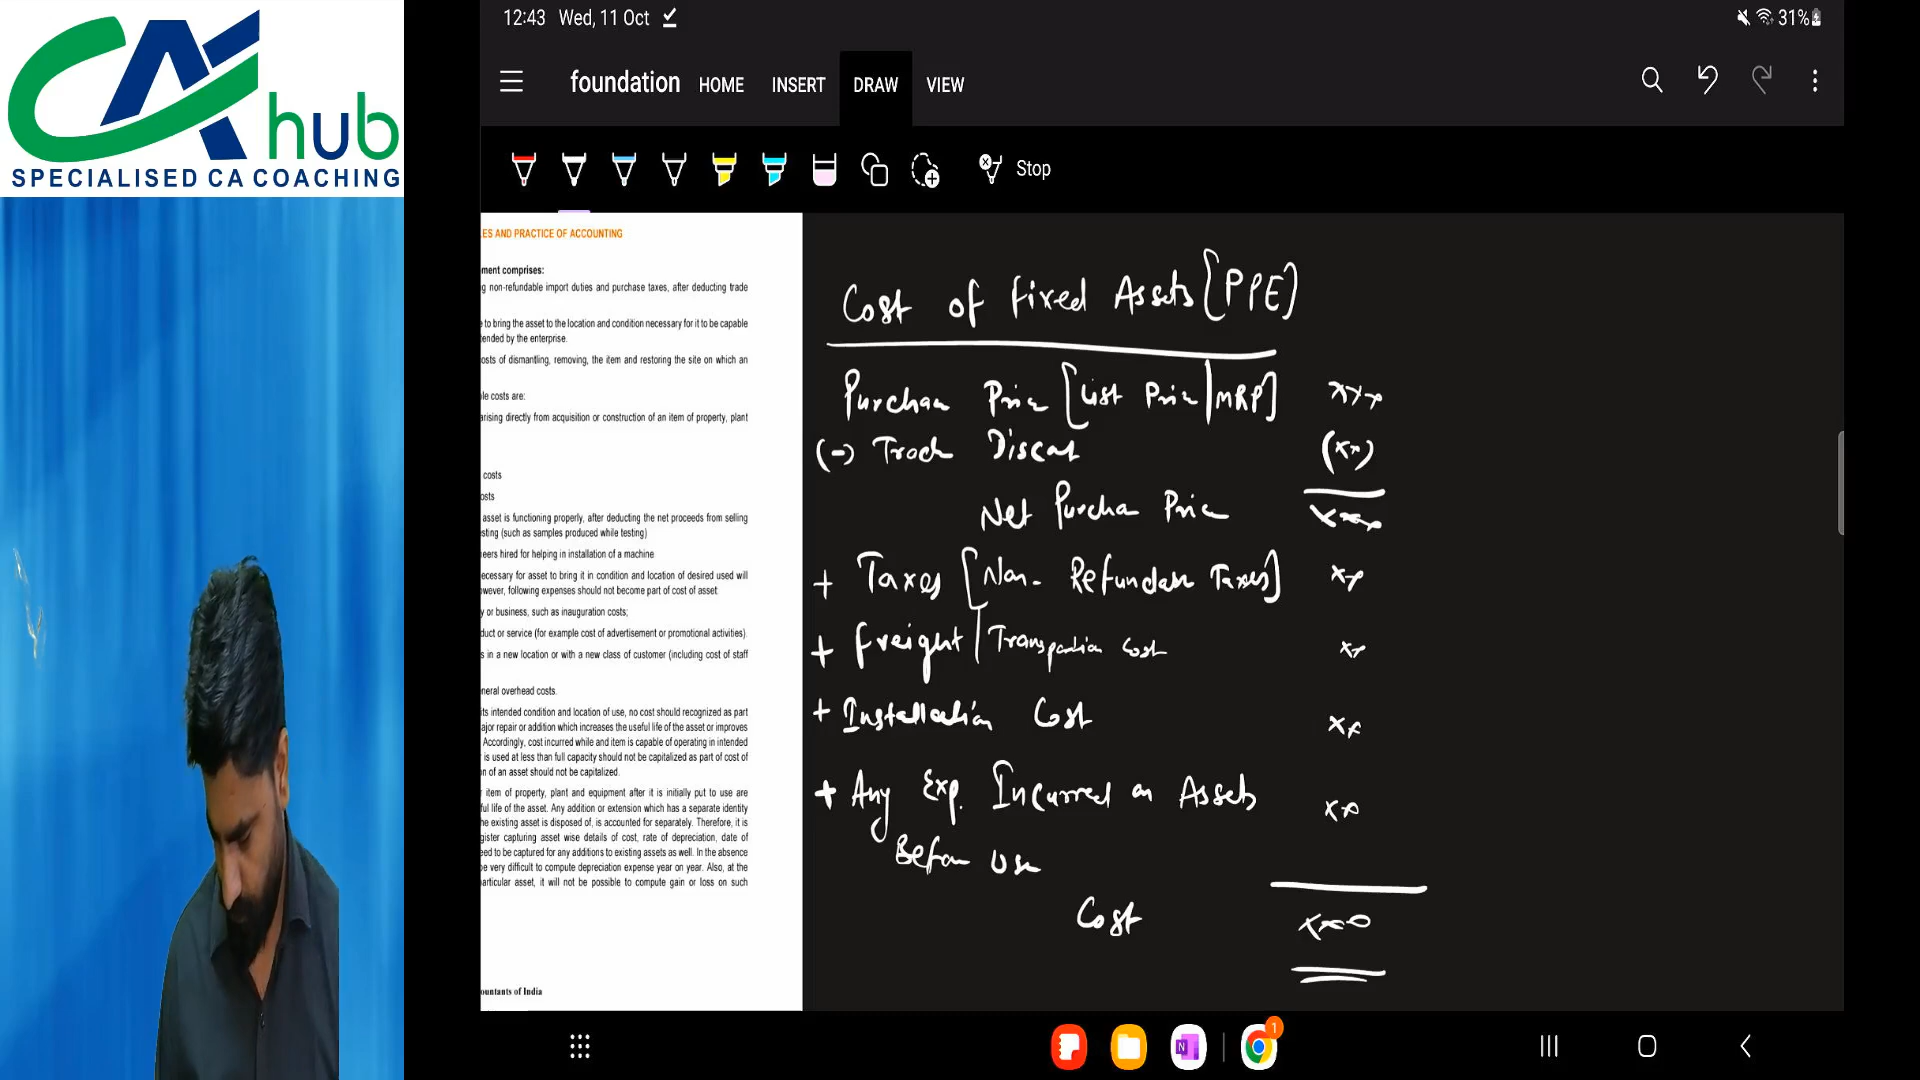 CA hub
SPECIALISED CA COACHING
12:43 Wed, 11 Oct
31%
foundation HOME INSERT DRAW VIEW
Stop
ES AND PRACTICE OF ACCOUNTING
ment comprises:
g non-refundable import duties and purchase taxes, after deducting trade
e to bring the asset to the location and condition necessary for it to be capable
tended by the enterprise.
osts of dismantling, removing, the item and restoring the site on which an
le costs are:
arising directly from acquisition or construction of an item of property, plant
costs
osts
asset is functioning properly, after deducting the net proceeds from selling
sting (such as samples produced while testing)
eers hired for helping in installation of a machine
ecessary for asset to bring it in condition and location of desired used will
owever, following expenses should not become part of cost of asset
y or business, such as inauguration costs;
duct or service (for example cost of advertisement or promotional activities).
s in a new location or with a new class of customer (including cost of staff
eneral overhead costs.
its intended condition and location of use, no cost should recognized as part
ajor repair or addition which increases the useful life of the asset or improves
Accordingly, cost incurred while and item is capable of operating in intended
r is used at less than full capacity should not be capitalized as part of cost of
n of an asset should not be capitalized.
item of property, plant and equipment after it is initially put to use are
ful life of the asset. Any addition or extension which has a separate identity
he existing asset is disposed of, is accounted for separately. Therefore, it is
gister capturing asset wise details of cost, rate of depreciation, date of
eed to be captured for any additions to existing assets as well. In the absence
be very difficult to compute depreciation expense year on year. Also, at the
particular asset, it will not be possible to compute gain or loss on such
ountants of India
Cost of Fixed Assets [PPE]
Purchase Price [List Price | MRP] xxx
(-) Trade Discount (xx)
Net Purchase Price xxx
+ Taxes [Non- Refundable Taxes] xx
+ Freight | Transportation Cost xx
+ Installation Cost xx
+ Any Exp. Incurred on Assets xx
Before Use
Cost xxx
1